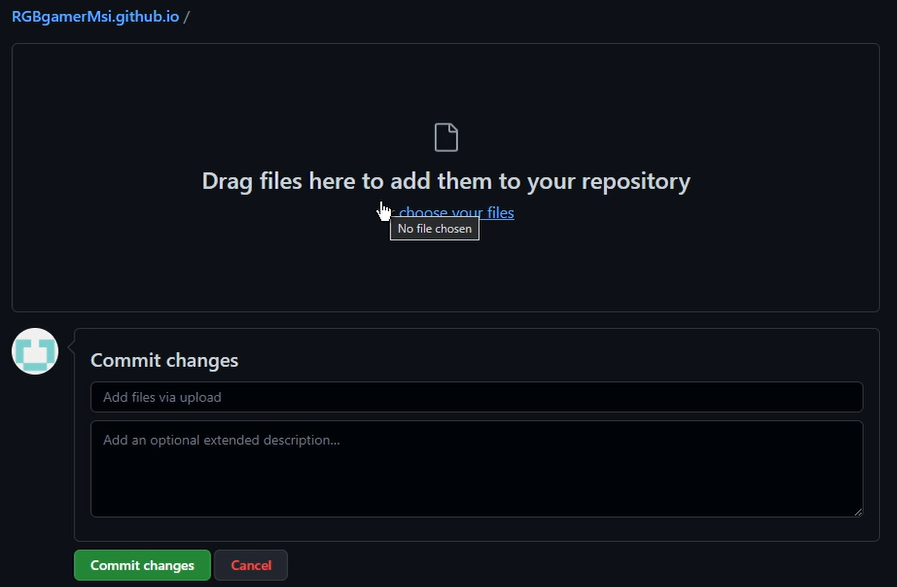 RGBgamerMsi.github.io /
Drag files here to add them to your repository
choose your files
No file chosen
Commit changes
Add files via upload
Add an optional extended description...
Commit changes
Cancel